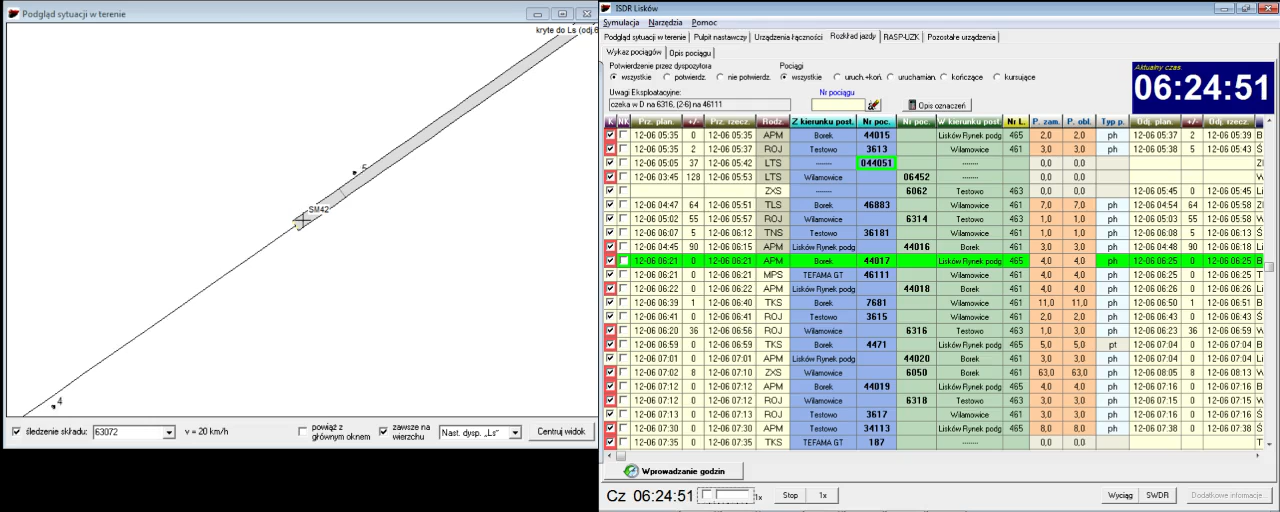 Podgląd sytuacji w terenie
kryte do Ls (odj.6
5
SM42
4
śledzenie składu:
63072
v = 20 km/h
powiąż z głównym oknem
zawsze na wierzchu
Nast. dysp. „Ls"
Centruj widok
ISDR Lisków
Symulacja Narzędzia Pomoc
Podgląd sytuacji w terenie Pulpit nastawczy Urządzenia łączności Rozkład jazdy RASP-UZK Pozostałe urządzenia
Wykaz pociągów Opis pociągu
Potwierdzenie przez dyspozytora
wszystkie potwierdz. nie potwierdz.
Pociągi
wszystkie uruch.+koń. uruchamian. kończące kursujące
Uwagi Eksploatacyjne:
czeka w D na 6316, (2-6) na 46111
Nr pociągu
Opis oznaczeń
Aktualny czas
06:24:51
K NK Prz. plan. +/- Prz. rzecz. Rodz. Z kierunku post. Nr poc. Nr poc. W kierunku post. Nr L. P. zam. P. obl. Typ p. Odj. plan. +/- Odj. rzecz.
12-06 05:35 0 12-06 05:35 APM Borek 44015 Lisków Rynek podg 465 2,0 2,0 ph 12-06 05:37 2 12-06 05:39 B
12-06 05:35 2 12-06 05:37 ROJ Testowo 3613 Wilamowice 461 3,0 3,0 ph 12-06 05:38 5 12-06 05:43 Ś
12-06 05:05 37 12-06 05:42 LTS -------- 044051 -------- 0,0 0,0
12-06 03:45 128 12-06 05:53 LTS Wilamowice 06452 -------- 0,0 0,0
ZXS -------- 6062 Testowo 463 0,0 0,0 12-06 05:45 0 12-06 05:45 L
12-06 04:47 64 12-06 05:51 TLS Borek 46883 Wilamowice 461 7,0 7,0 ph 12-06 04:54 64 12-06 05:58
12-06 05:02 55 12-06 05:57 ROJ Wilamowice 6314 Testowo 463 1,0 1,0 ph 12-06 05:03 55 12-06 05:58
12-06 06:07 5 12-06 06:12 TNS Testowo 36181 Wilamowice 461 1,0 1,0 ph 12-06 06:08 5 12-06 06:13 Ś
12-06 04:45 90 12-06 06:15 APM Lisków Rynek podg 44016 Borek 461 3,0 3,0 ph 12-06 04:48 90 12-06 06:18 Li
12-06 06:21 0 12-06 06:21 APM Borek 44017 Lisków Rynek podg 465 4,0 4,0 ph 12-06 06:25 0 12-06 06:25 B
12-06 06:21 0 12-06 06:21 MPS TEFAMA GT 46111 Wilamowice 461 4,0 4,0 ph 12-06 06:25 0 12-06 06:25 T
12-06 06:22 0 12-06 06:22 APM Lisków Rynek podg 44018 Borek 461 4,0 4,0 ph 12-06 06:26 0 12-06 06:26 Li
12-06 06:39 1 12-06 06:40 TKS Borek 7681 Wilamowice 461 11,0 11,0 ph 12-06 06:50 1 12-06 06:51 B
12-06 06:41 0 12-06 06:41 ROJ Testowo 3615 Wilamowice 461 2,0 2,0 ph 12-06 06:43 0 12-06 06:43 Ś
12-06 06:20 36 12-06 06:56 ROJ Wilamowice 6316 Testowo 463 1,0 3,0 ph 12-06 06:23 36 12-06 06:59 W
12-06 06:59 0 12-06 06:59 TKS Borek 4471 Lisków Rynek podg 465 5,0 5,0 pt 12-06 07:04 0 12-06 07:04 B
12-06 07:01 0 12-06 07:01 APM Lisków Rynek podg 44020 Borek 461 3,0 3,0 ph 12-06 07:04 0 12-06 07:04 Li
12-06 07:02 8 12-06 07:10 ZXS Wilamowice 6050 Borek 461 63,0 63,0 ph 12-06 08:05 8 12-06 08:13 W
12-06 07:12 0 12-06 07:12 APM Borek 44019 Lisków Rynek podg 465 4,0 4,0 ph 12-06 07:16 0 12-06 07:16 B
12-06 07:12 0 12-06 07:12 ROJ Wilamowice 6318 Testowo 463 3,0 3,0 ph 12-06 07:15 0 12-06 07:15 W
12-06 07:13 0 12-06 07:13 ROJ Testowo 3617 Wilamowice 461 3,0 3,0 ph 12-06 07:16 0 12-06 07:16 Ś
12-06 07:30 0 12-06 07:30 APM Borek 34113 Wilamowice 461 8,0 8,0 ph 12-06 07:38 0 12-06 07:38 Ś
12-06 07:35 0 12-06 07:35 TKS TEFAMA GT 187 -------- 0,0 0,0
Wprowadzanie godzin
Cz 06:24:51 1x Stop 1x Wyciąg SWDR Dodatkowe informacje